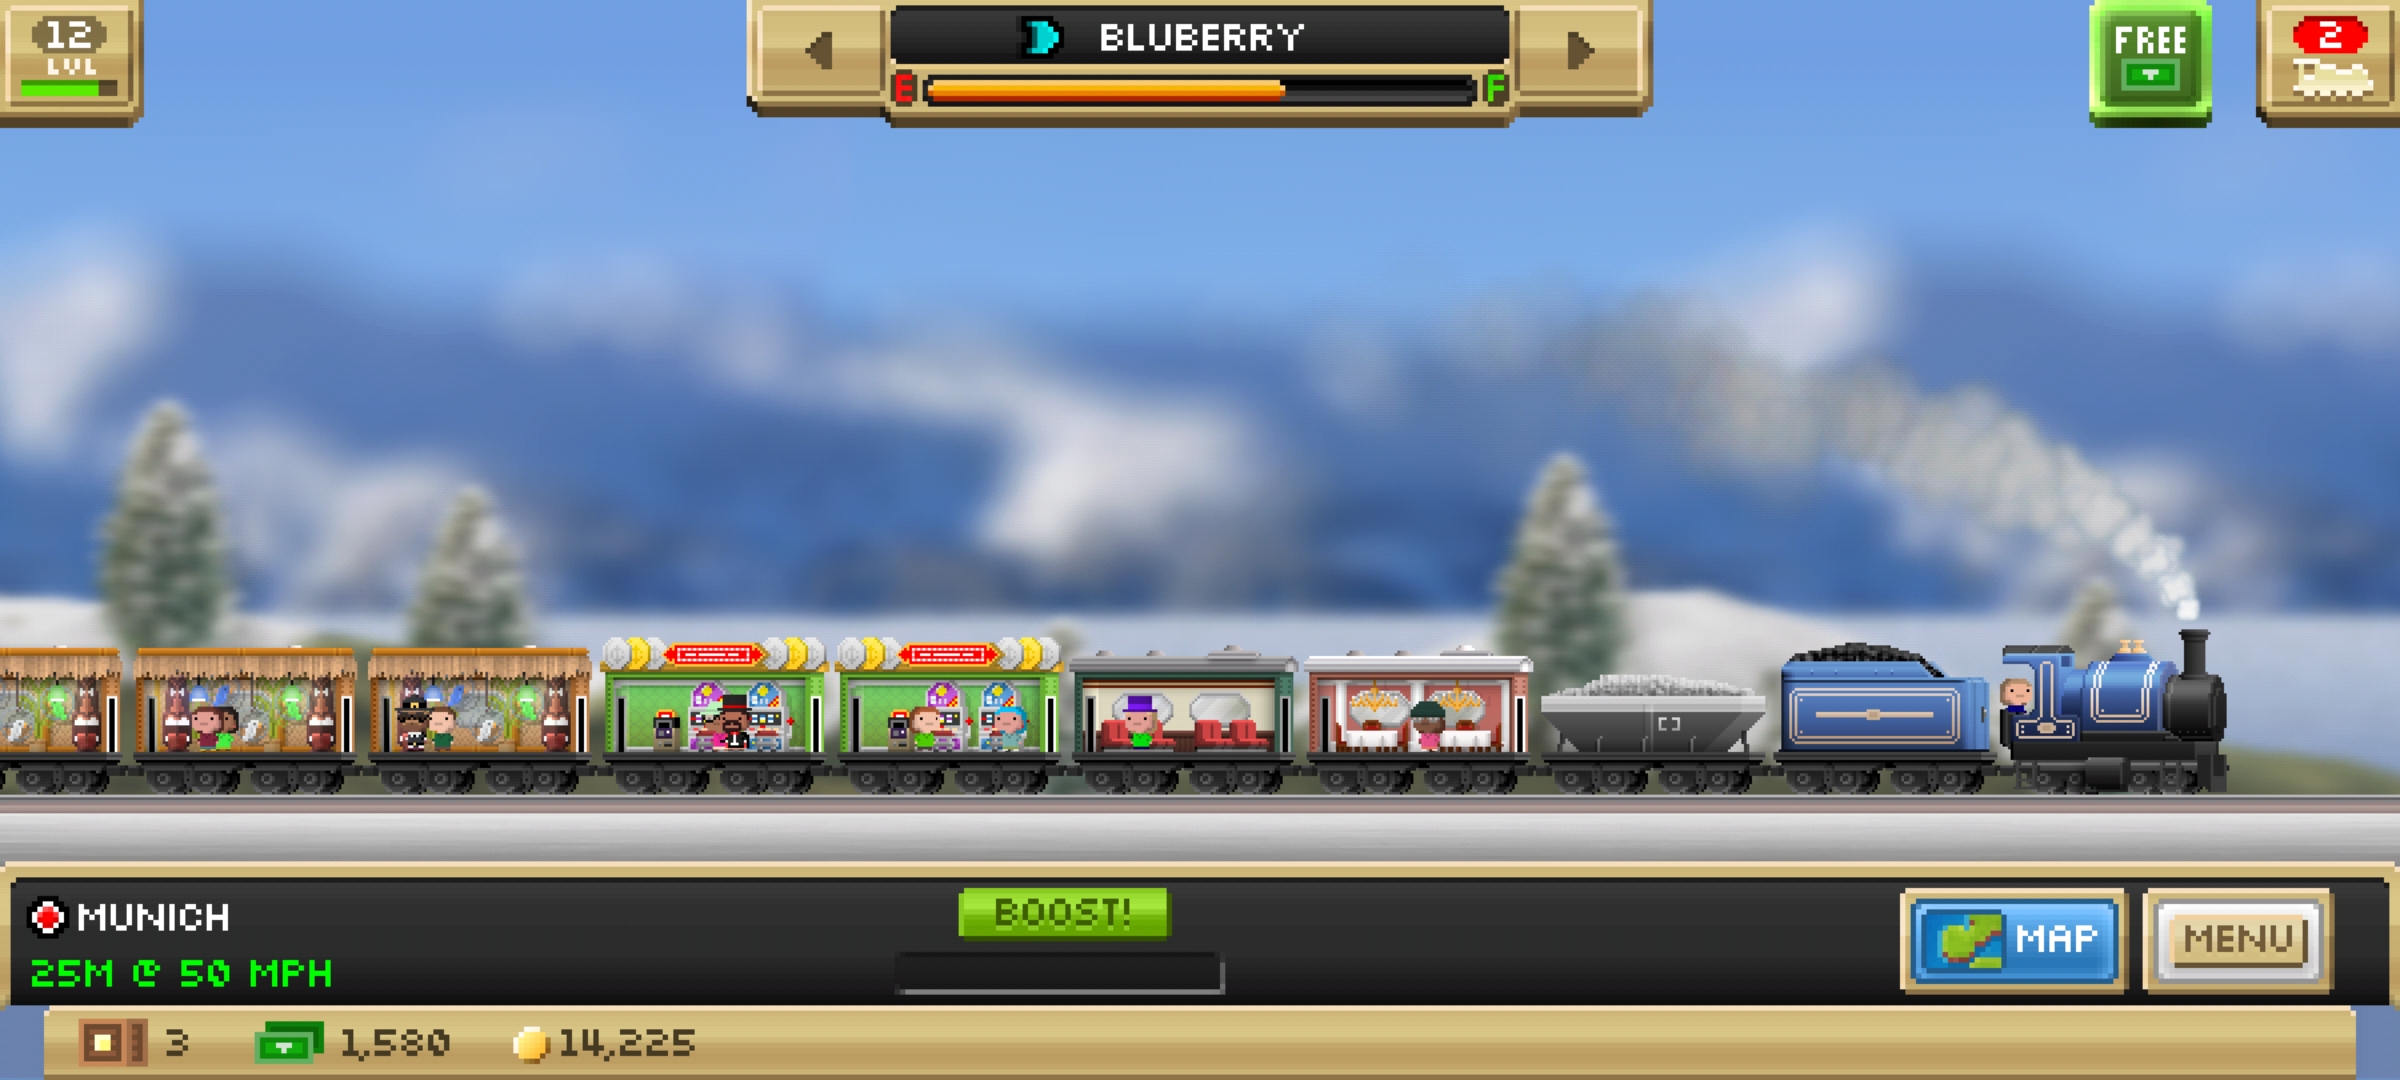 12
LVL
BLUBERRY
E
F
FREE
2
MUNICH
25M @ 50 MPH
BOOST!
MAP
MENU
3
1,580
14,225